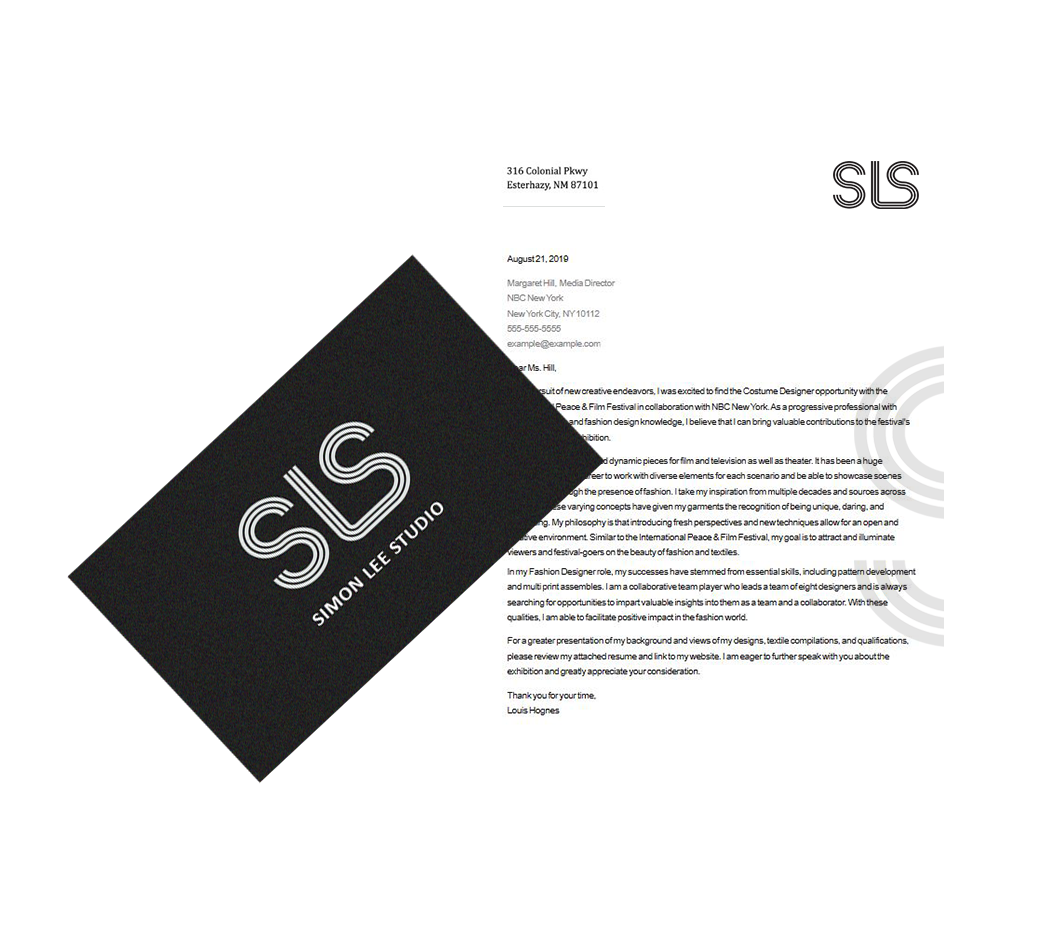 316 Colonial Pkwy
Esterhazy, NM 87101
SLS
August 21, 2019
Margaret Hill, Media Director
NBC New York
New York City, NY 10112
555-555-5555
example@example.com
Ms. Hill,
of new creative endeavors, I was excited to find the Costume Designer opportunity with the
Peace & Film Festival in collaboration with NBC New York. As a progressive professional with
and fashion design knowledge, I believe that I can bring valuable contributions to the festival's
dynamic pieces for film and television as well as theater. It has been a huge
to work with diverse elements for each scenario and be able to showcase scenes
the presence of fashion. I take my inspiration from multiple decades and sources across
varying concepts have given my garments the recognition of being unique, daring, and
My philosophy is that introducing fresh perspectives and new techniques allow for an open and
environment. Similar to the International Peace & Film Festival, my goal is to attract and illuminate
viewers and festival-goers on the beauty of fashion and textiles.
In my Fashion Designer role, my successes have stemmed from essential skills, including pattern development
and multi print assembles. I am a collaborative team player who leads a team of eight designers and is always
searching for opportunities to impart valuable insights into them as a team and a collaborator. With these
qualities, I am able to facilitate positive impact in the fashion world.
For a greater presentation of my background and views of my designs, textile compilations, and qualifications,
please review my attached resume and link to my website. I am eager to further speak with you about the
exhibition and greatly appreciate your consideration.
Thank you for your time,
Louis Hognes
SLS
SIMON LEE STUDIO